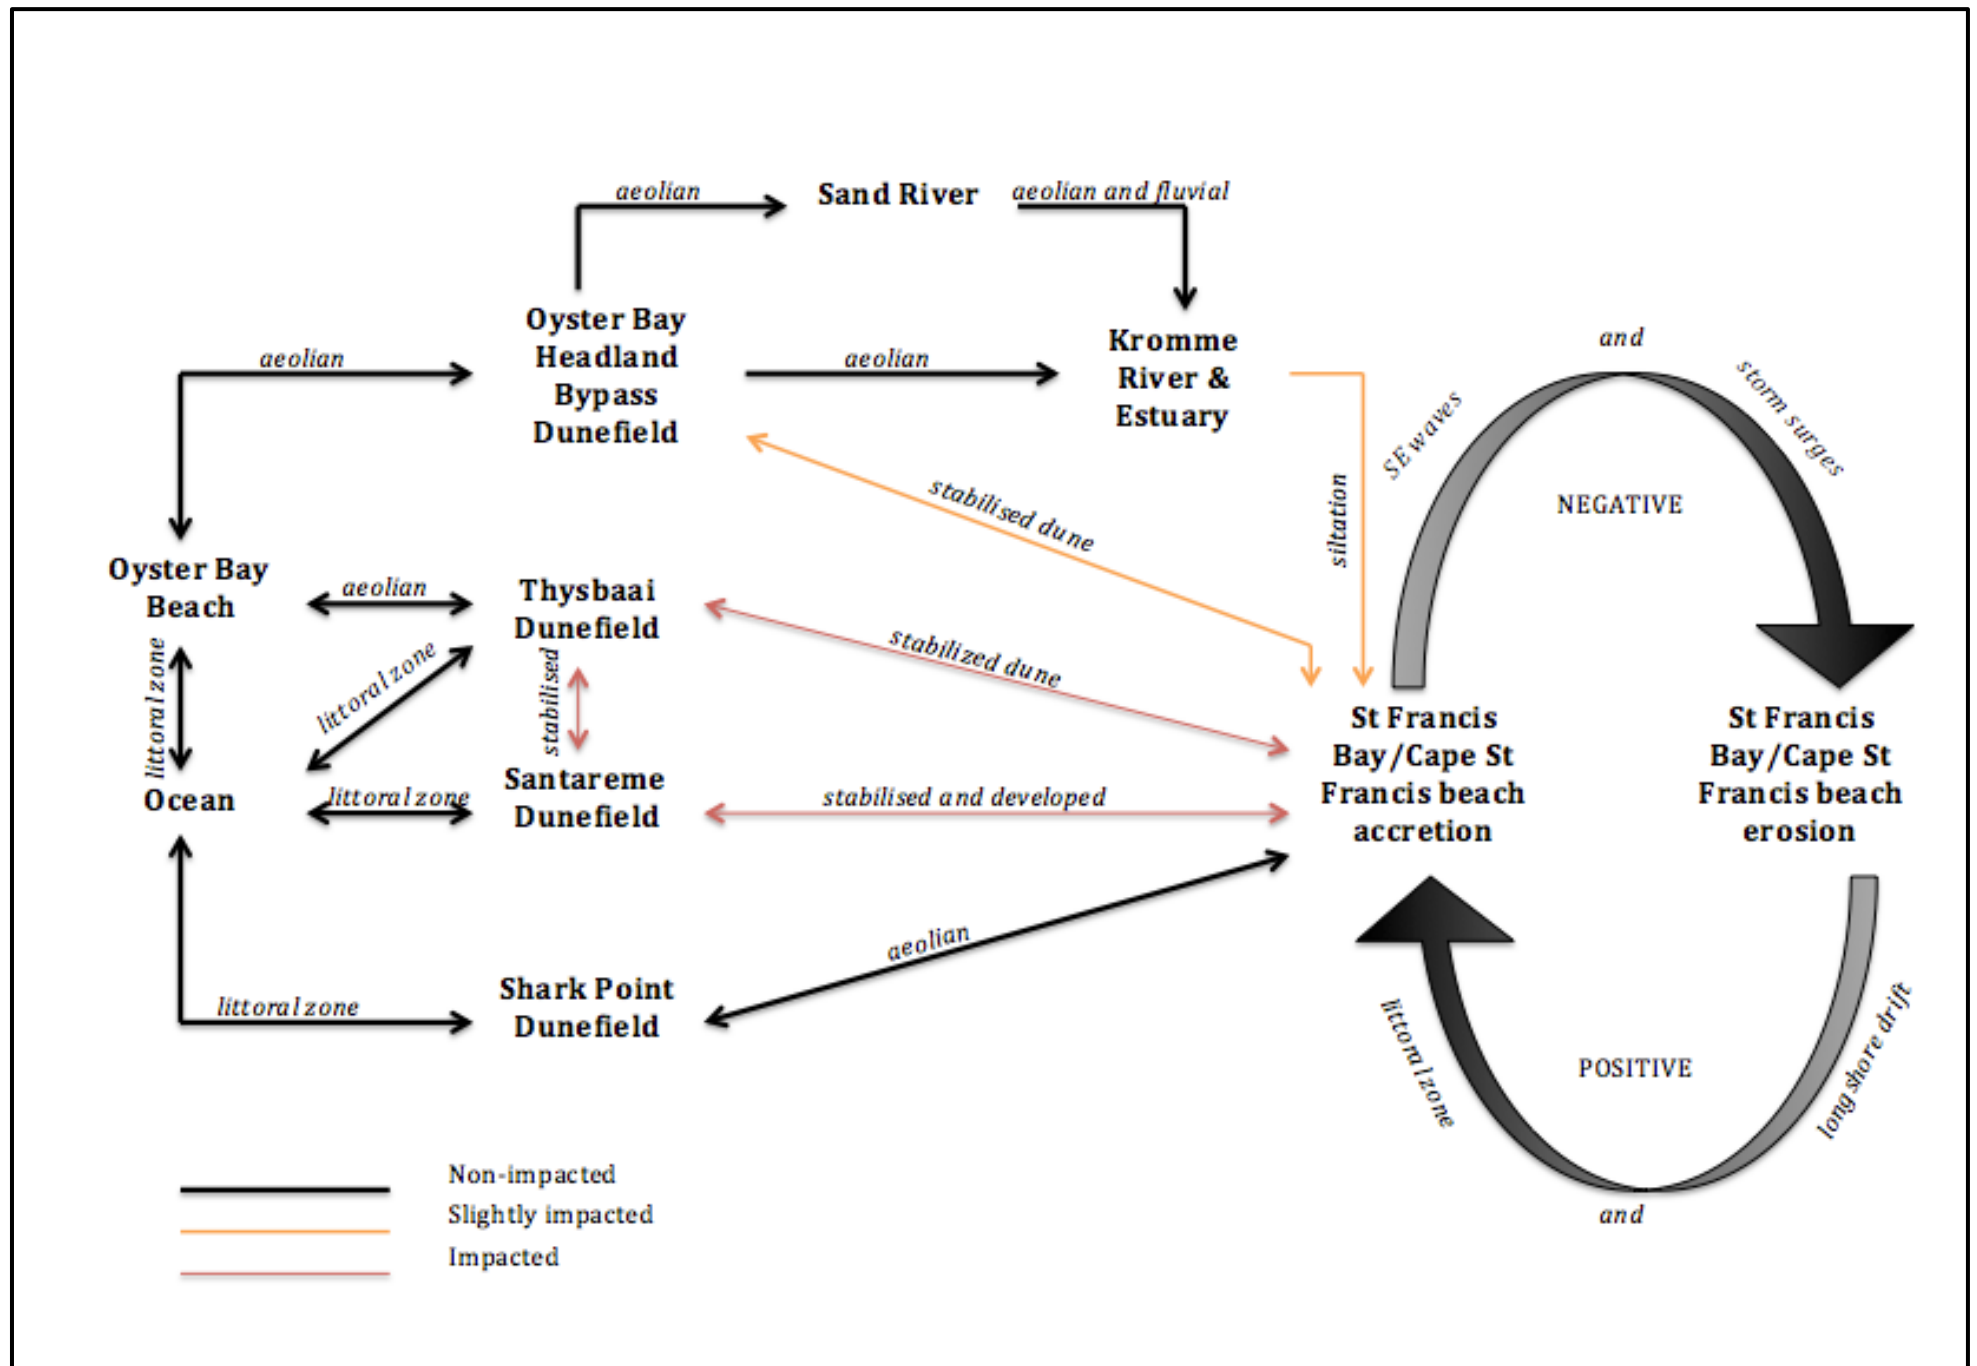 aeolian
Sand River
aeolian and fluvial
Oyster Bay
Headland
Bypass
Dunefield
aeolian
aeolian
Kromme
River &
Estuary
and
SE waves
storm surges
NEGATIVE
stabilised dune
siltation
Oyster Bay
Beach
aeolian
Thysbaai
Dunefield
littoral zone
littoral zone
stabilised
stabilized dune
Ocean
littoral zone
Santareme
Dunefield
stabilised and developed
St Francis
Bay/Cape St
Francis beach
accretion
St Francis
Bay/Cape St
Francis beach
erosion
aeolian
littoral zone
Shark Point
Dunefield
littoral zone
POSITIVE
long shore drift
and
Non-impacted
Slightly impacted
Impacted